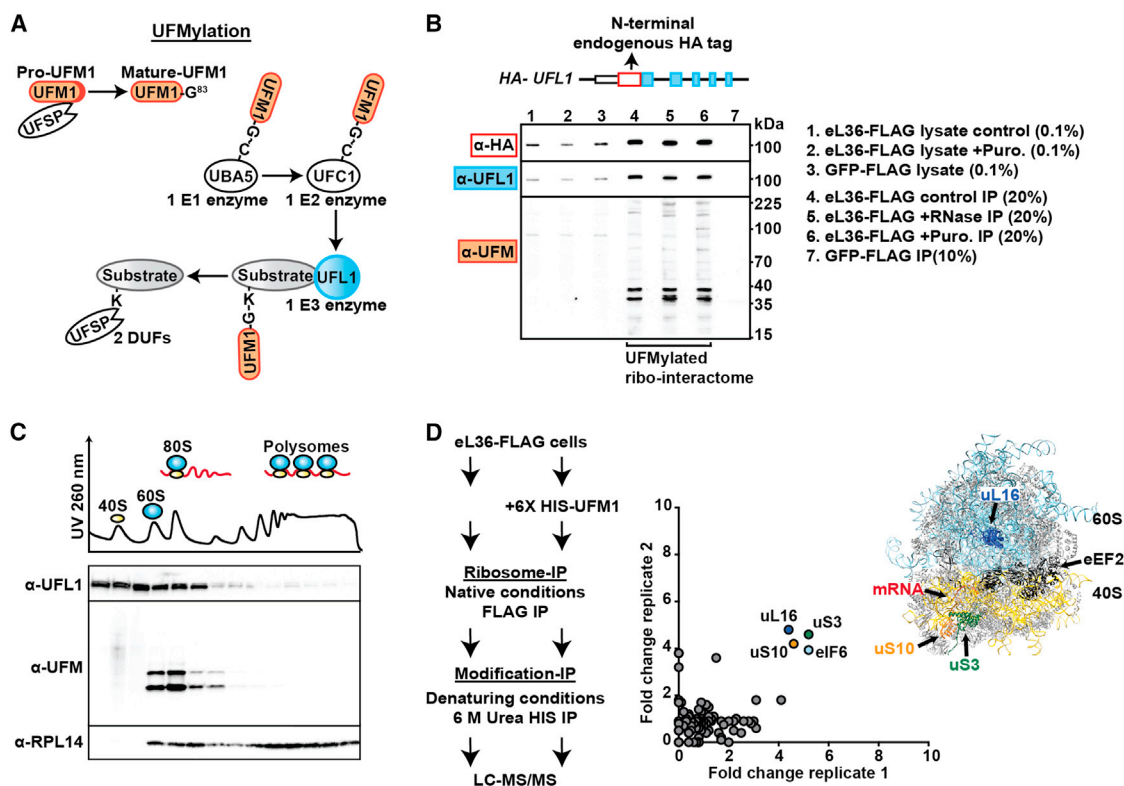 A
UFMylation
Pro-UFM1
Mature-UFM1
UFM1
UFM1-G83
UFSP
UFM1
G
C
UBA5
1 E1 enzyme
UFM1
G
C
UFC1
1 E2 enzyme
Substrate
Substrate
UFL1
1 E3 enzyme
K
UFSP
2 DUFs
K
G
UFM1
B
N-terminal
endogenous HA tag
HA- UFL1
1 2 3 4 5 6 7
kDa
α-HA
100
α-UFL1
100
α-UFM
225
100
70
40
35
15
UFMylated
ribo-interactome
1. eL36-FLAG lysate control (0.1%)
2. eL36-FLAG lysate +Puro. (0.1%)
3. GFP-FLAG lysate (0.1%)
4. eL36-FLAG control IP (20%)
5. eL36-FLAG +RNase IP (20%)
6. eL36-FLAG +Puro. IP (20%)
7. GFP-FLAG IP(10%)
C
UV 260 nm
40S
60S
80S
Polysomes
α-UFL1
α-UFM
α-RPL14
D
eL36-FLAG cells
+6X HIS-UFM1
Ribosome-IP
Native conditions
FLAG IP
Modification-IP
Denaturing conditions
6 M Urea HIS IP
LC-MS/MS
Fold change replicate 2
10
8
6
4
2
0
0 2 4 6 8 10
Fold change replicate 1
uL16
uS3
uS10
eIF6
uL16
60S
eEF2
mRNA
40S
uS10
uS3